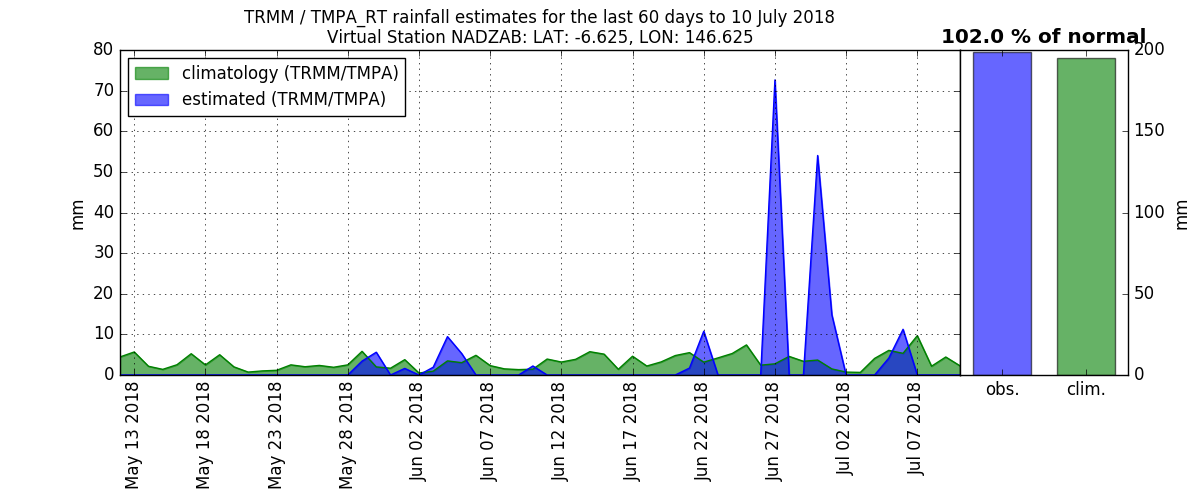 TRMM / TMPA_RT rainfall estimates for the last 60 days to 10 July 2018
Virtual Station NADZAB: LAT: -6.625, LON: 146.625
102.0 % of normal
climatology (TRMM/TMPA)
estimated (TRMM/TMPA)
mm
80
70
60
50
40
30
20
10
0
May 13 2018
May 18 2018
May 23 2018
May 28 2018
Jun 02 2018
Jun 07 2018
Jun 12 2018
Jun 17 2018
Jun 22 2018
Jun 27 2018
Jul 02 2018
Jul 07 2018
obs.
clim.
200
150
100
50
0
mm